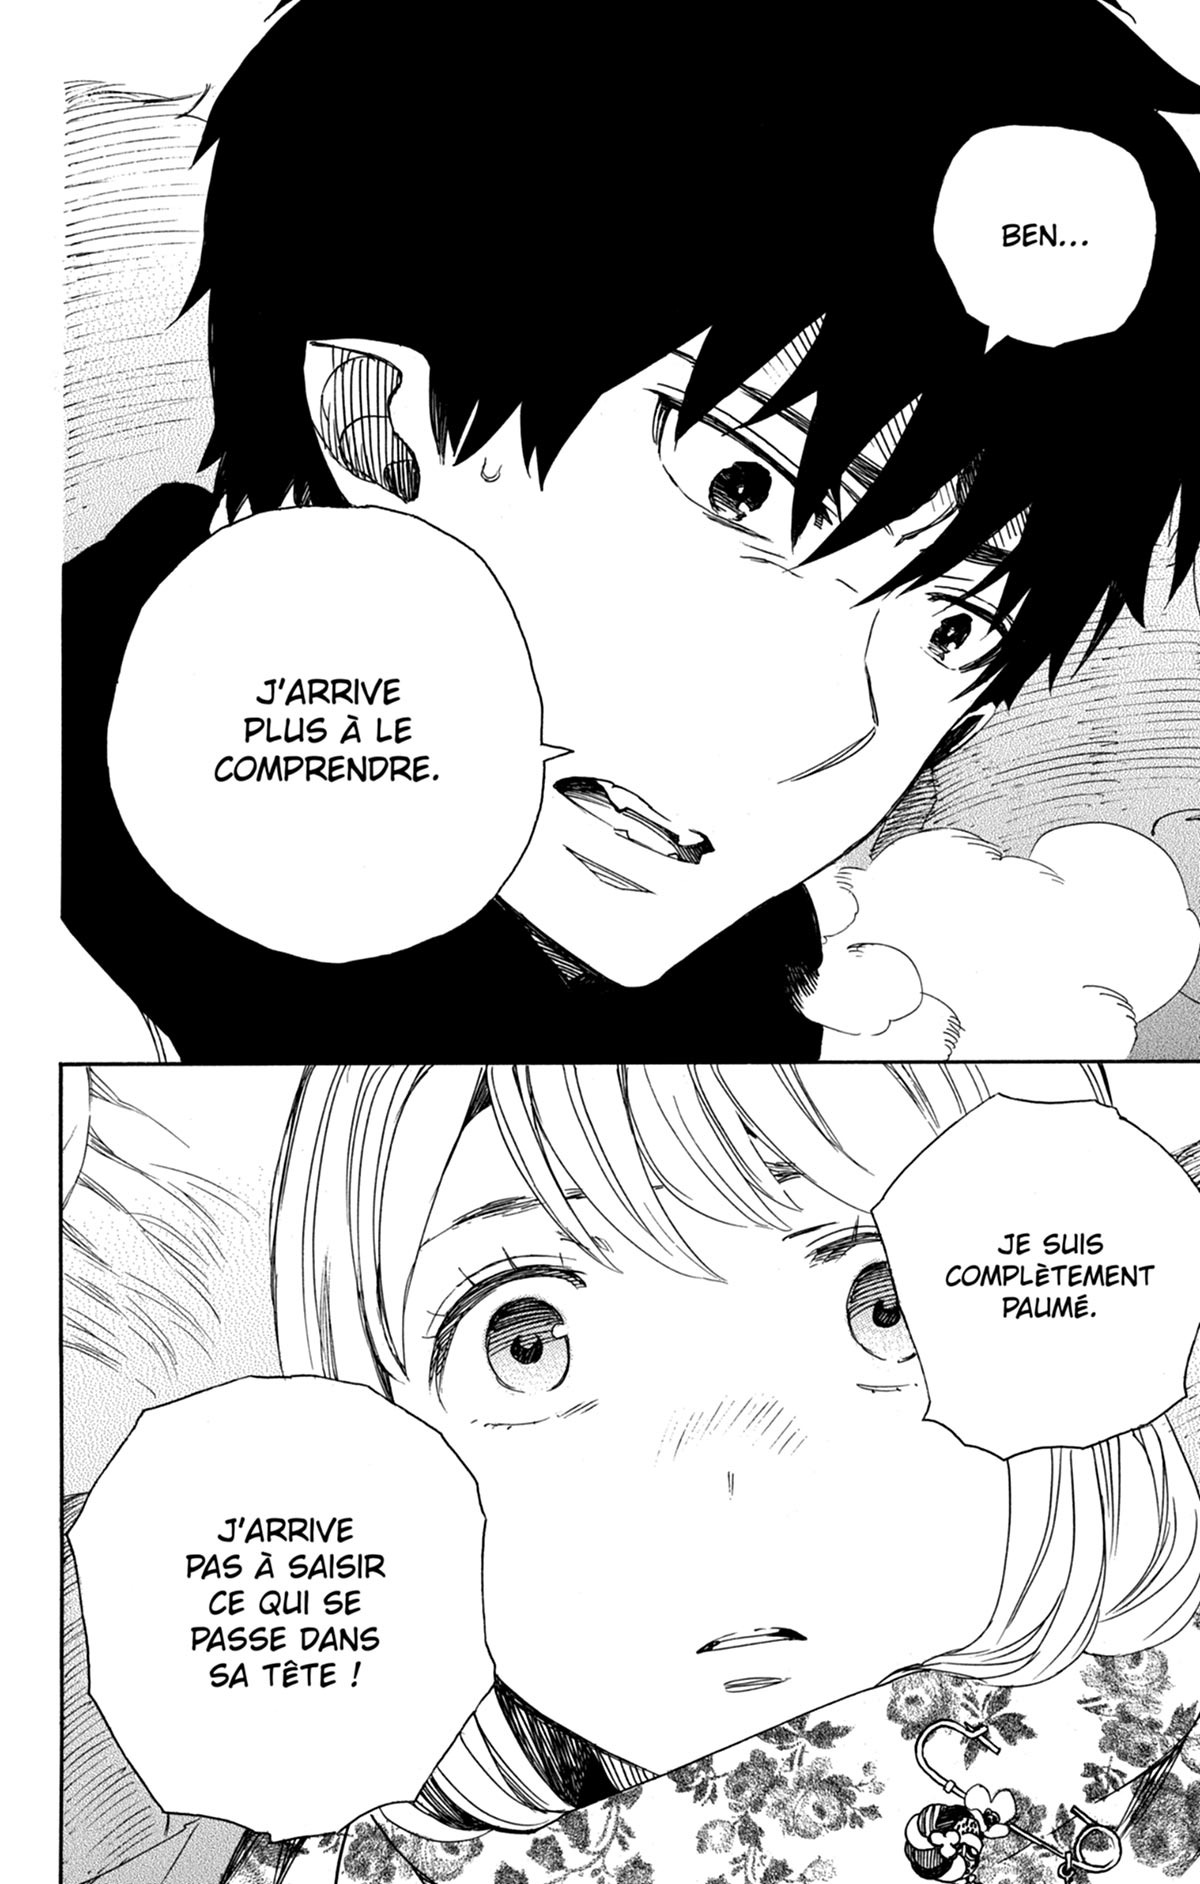 BEN...
J'ARRIVE
PLUS À LE
COMPRENDRE.
JE SUIS
COMPLÈTEMENT
PAUMÉ.
J'ARRIVE
PAS À SAISIR
CE QUI SE
PASSE DANS
SA TÊTE !